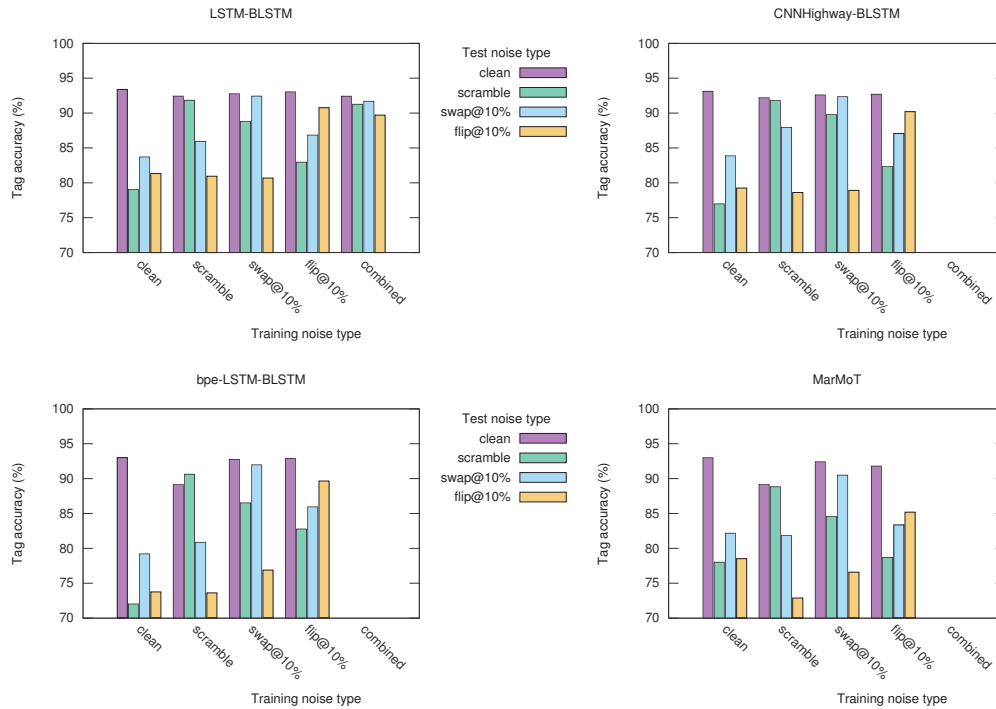 LSTM-BLSTM
Tag accuracy (%)
100
95
90
85
80
75
70
clean
scramble
swap@10%
flip@10%
combined
Training noise type
Test noise type
clean
scramble
swap@10%
flip@10%
CNNHighway-BLSTM
Tag accuracy (%)
100
95
90
85
80
75
70
clean
scramble
swap@10%
flip@10%
combined
Training noise type
bpe-LSTM-BLSTM
Tag accuracy (%)
100
95
90
85
80
75
70
clean
scramble
swap@10%
flip@10%
combined
Training noise type
Test noise type
clean
scramble
swap@10%
flip@10%
MarMoT
Tag accuracy (%)
100
95
90
85
80
75
70
clean
scramble
swap@10%
flip@10%
combined
Training noise type